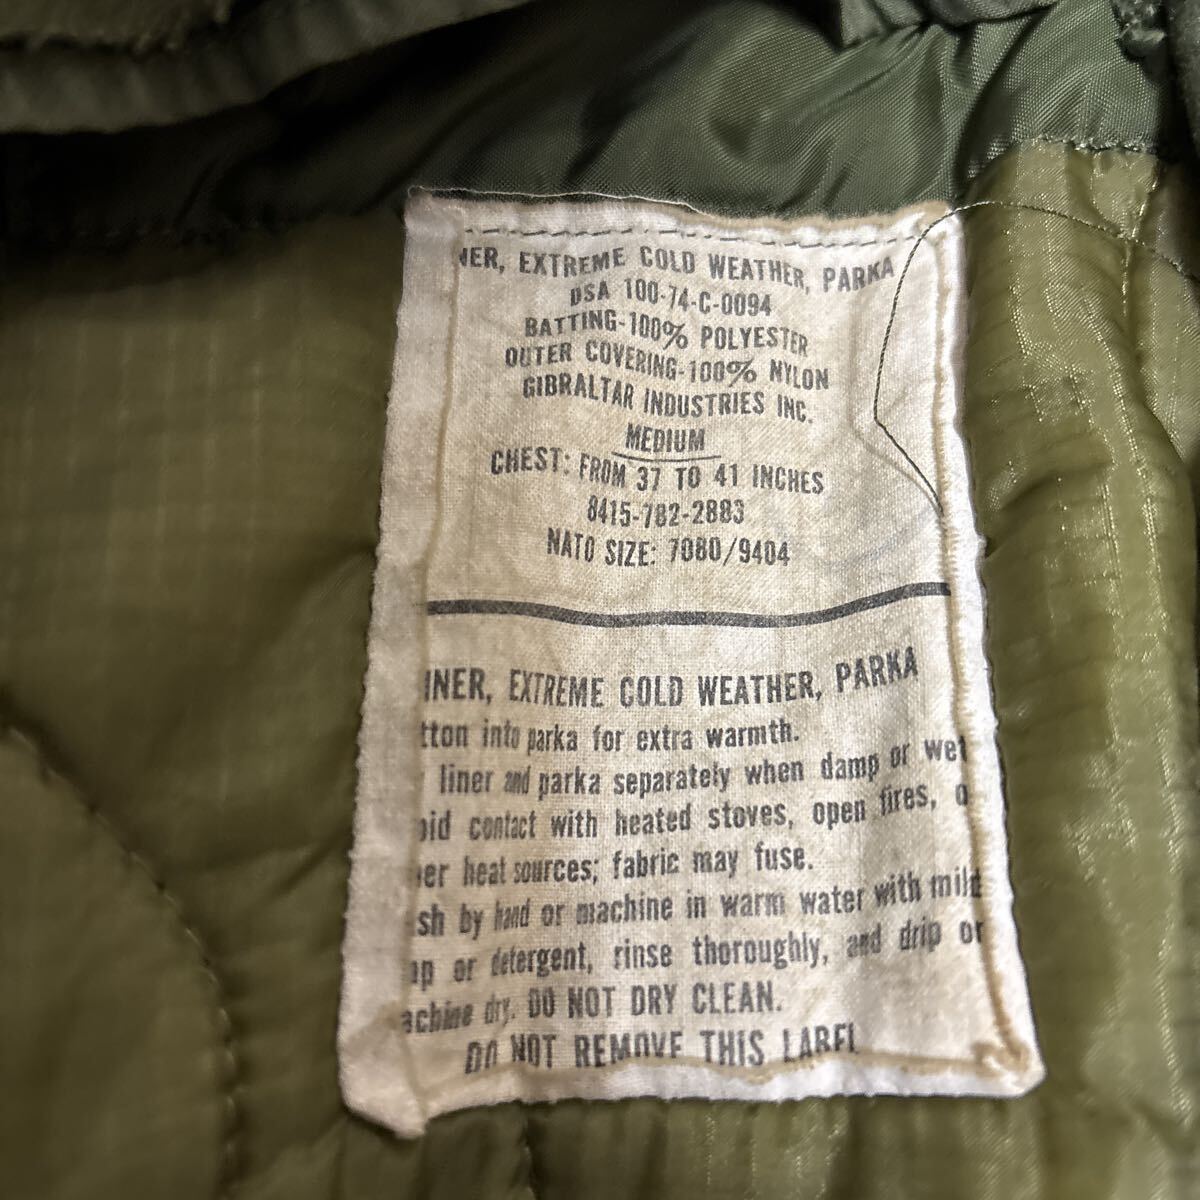 NER, EXTREME COLD WEATHER, PARKA
DSA 100-74-C-0094
BATTING-100% POLYESTER
OUTER COVERING-100% NYLON
GIBRALTAR INDUSTRIES INC.
MEDIUM
CHEST: FROM 37 TO 41 INCHES
8415-782-2883
NATO SIZE: 7080/9404
INER, EXTREME COLD WEATHER, PARKA
tton into parka for extra warmth.
liner and parka separately when damp or wet
oid contact with heated stoves, open fires, o
er heat sources; fabric may fuse.
sh by hand or machine in warm water with mild
ap or detergent, rinse thoroughly, and drip or
achine dry. DO NOT DRY CLEAN.
DO NOT REMOVE THIS LABEL